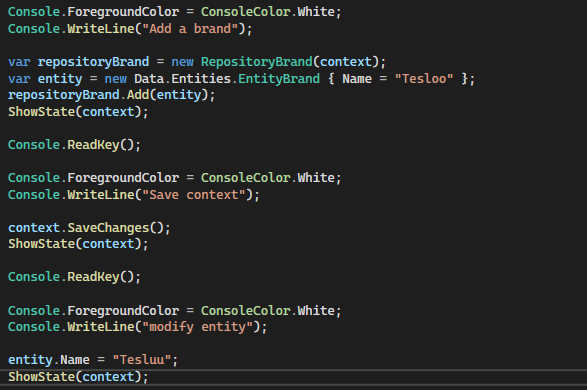 Console.ForegroundColor = ConsoleColor.White;
Console.WriteLine("Add a brand");
var repositoryBrand = new RepositoryBrand(context);
var entity = new Data.Entities.EntityBrand { Name = "Tesloo" };
repositoryBrand.Add(entity);
ShowState(context);
Console.ReadKey();
Console.ForegroundColor = ConsoleColor.White;
Console.WriteLine("Save context");
context.SaveChanges();
ShowState(context);
Console.ReadKey();
Console.ForegroundColor = ConsoleColor.White;
Console.WriteLine("modify entity");
entity.Name = "Tesluu";
ShowState(context);